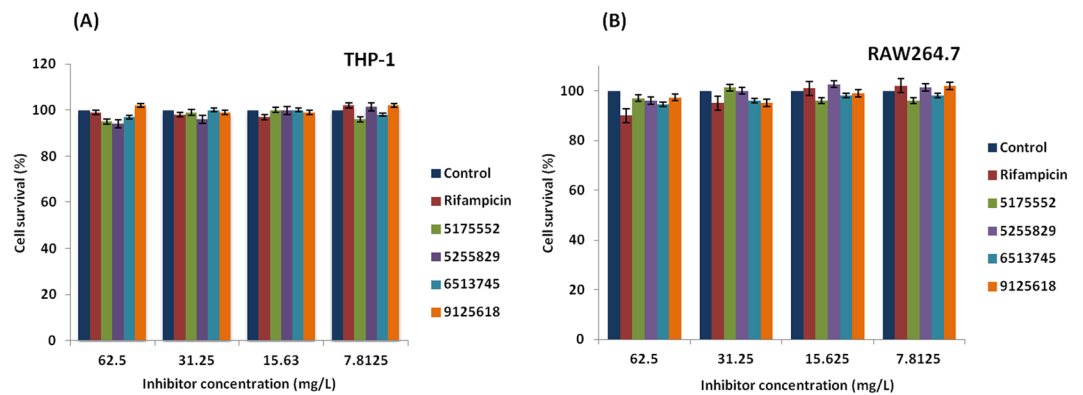 (A)
THP-1
120
100
80
60
40
20
0
Cell survival (%)
62.5 31.25 15.63 7.8125
Inhibitor concentration (mg/L)
Control
Rifampicin
5175552
5255829
6513745
9125618
(B)
RAW264.7
100
80
60
40
20
0
Cell survival (%)
62.5 31.25 15.625 7.8125
Inhibitor concentration (mg/L)
Control
Rifampicin
5175552
5255829
6513745
9125618